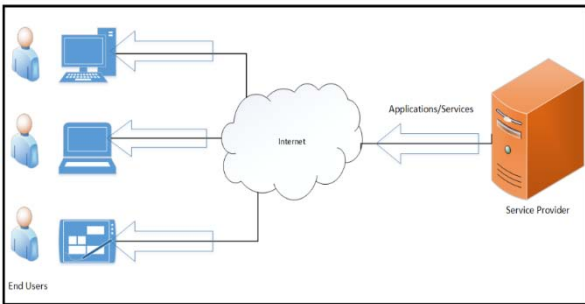 Applications/Services
Internet
Service Provider
End Users